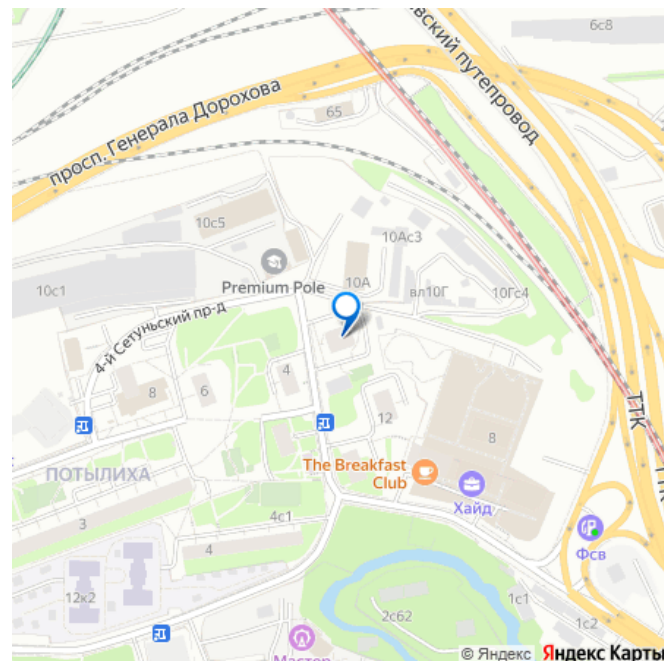 6с8
вский путепровод
просп. Генерала Дорохова
65
10с5
10Ас3
Premium Pole
10А
вл10Г
10Гс4
10с1
4-й Сетуньский пр-д
ТТК
8
6
4
12
8
The Breakfast
Club
Хайд
ПОТЫЛИХА
3
4с1
4
Фсв
12к2
1с1
2с62
1с2
Мастер
© Яндекс Яндекс Карты